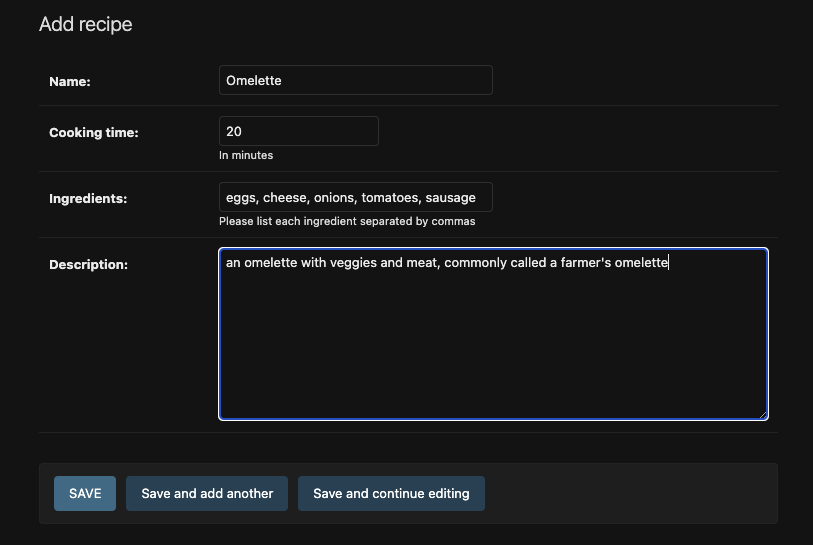 Add recipe
Name:
Omelette
Cooking time:
20
In minutes
Ingredients:
eggs, cheese, onions, tomatoes, sausage
Please list each ingredient separated by commas
Description:
an omelette with veggies and meat, commonly called a farmer's omelette
SAVE
Save and add another
Save and continue editing